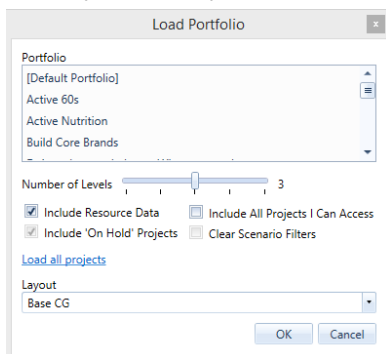 Load Portfolio
x
Portfolio
[Default Portfolio]
Active 60s
Active Nutrition
Build Core Brands
Number of Levels 3
Include Resource Data Include All Projects I Can Access
Include 'On Hold' Projects Clear Scenario Filters
Load all projects
Layout
Base CG
OK Cancel